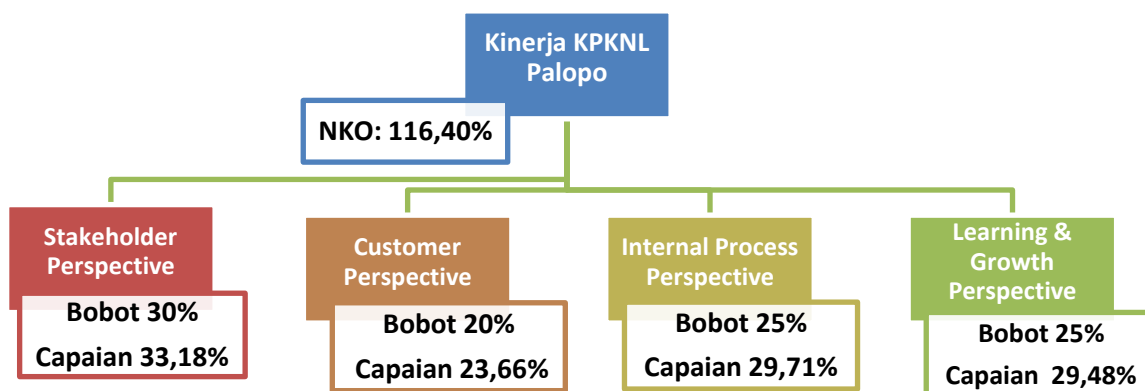 Kinerja KPKNL
Palopo
NKO: 116,40%
Stakeholder
Perspective
Bobot 30%
Capaian 33,18%
Customer
Perspective
Bobot 20%
Capaian 23,66%
Internal Process
Perspective
Bobot 25%
Capaian 29,71%
Learning &
Growth
Perspective
Bobot 25%
Capaian 29,48%